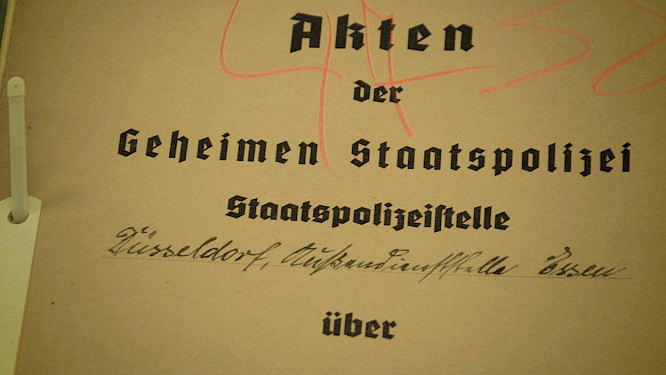 Akten
der
Geheimen Staatspolizei
Staatspolizeistelle
Düsseldorf, Außendienststelle Essen
über